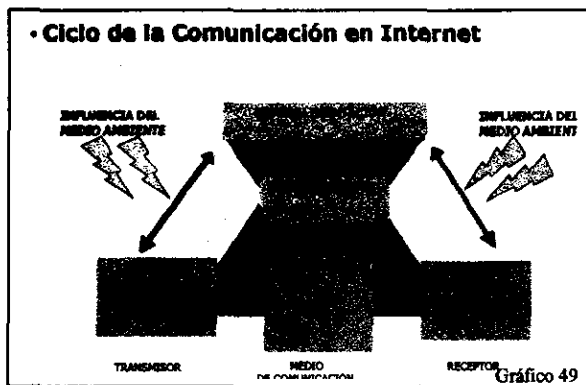 • Ciclo de la Comunicación en Internet
INFLUENCIA DEL
MEDIO AMBIENTE
INFLUENCIA DEL
MEDIO AMBIENT
TRANSMISOR
MEDIO
DE COMUNICACIÓN
RECEPTOR
Gráfico 49